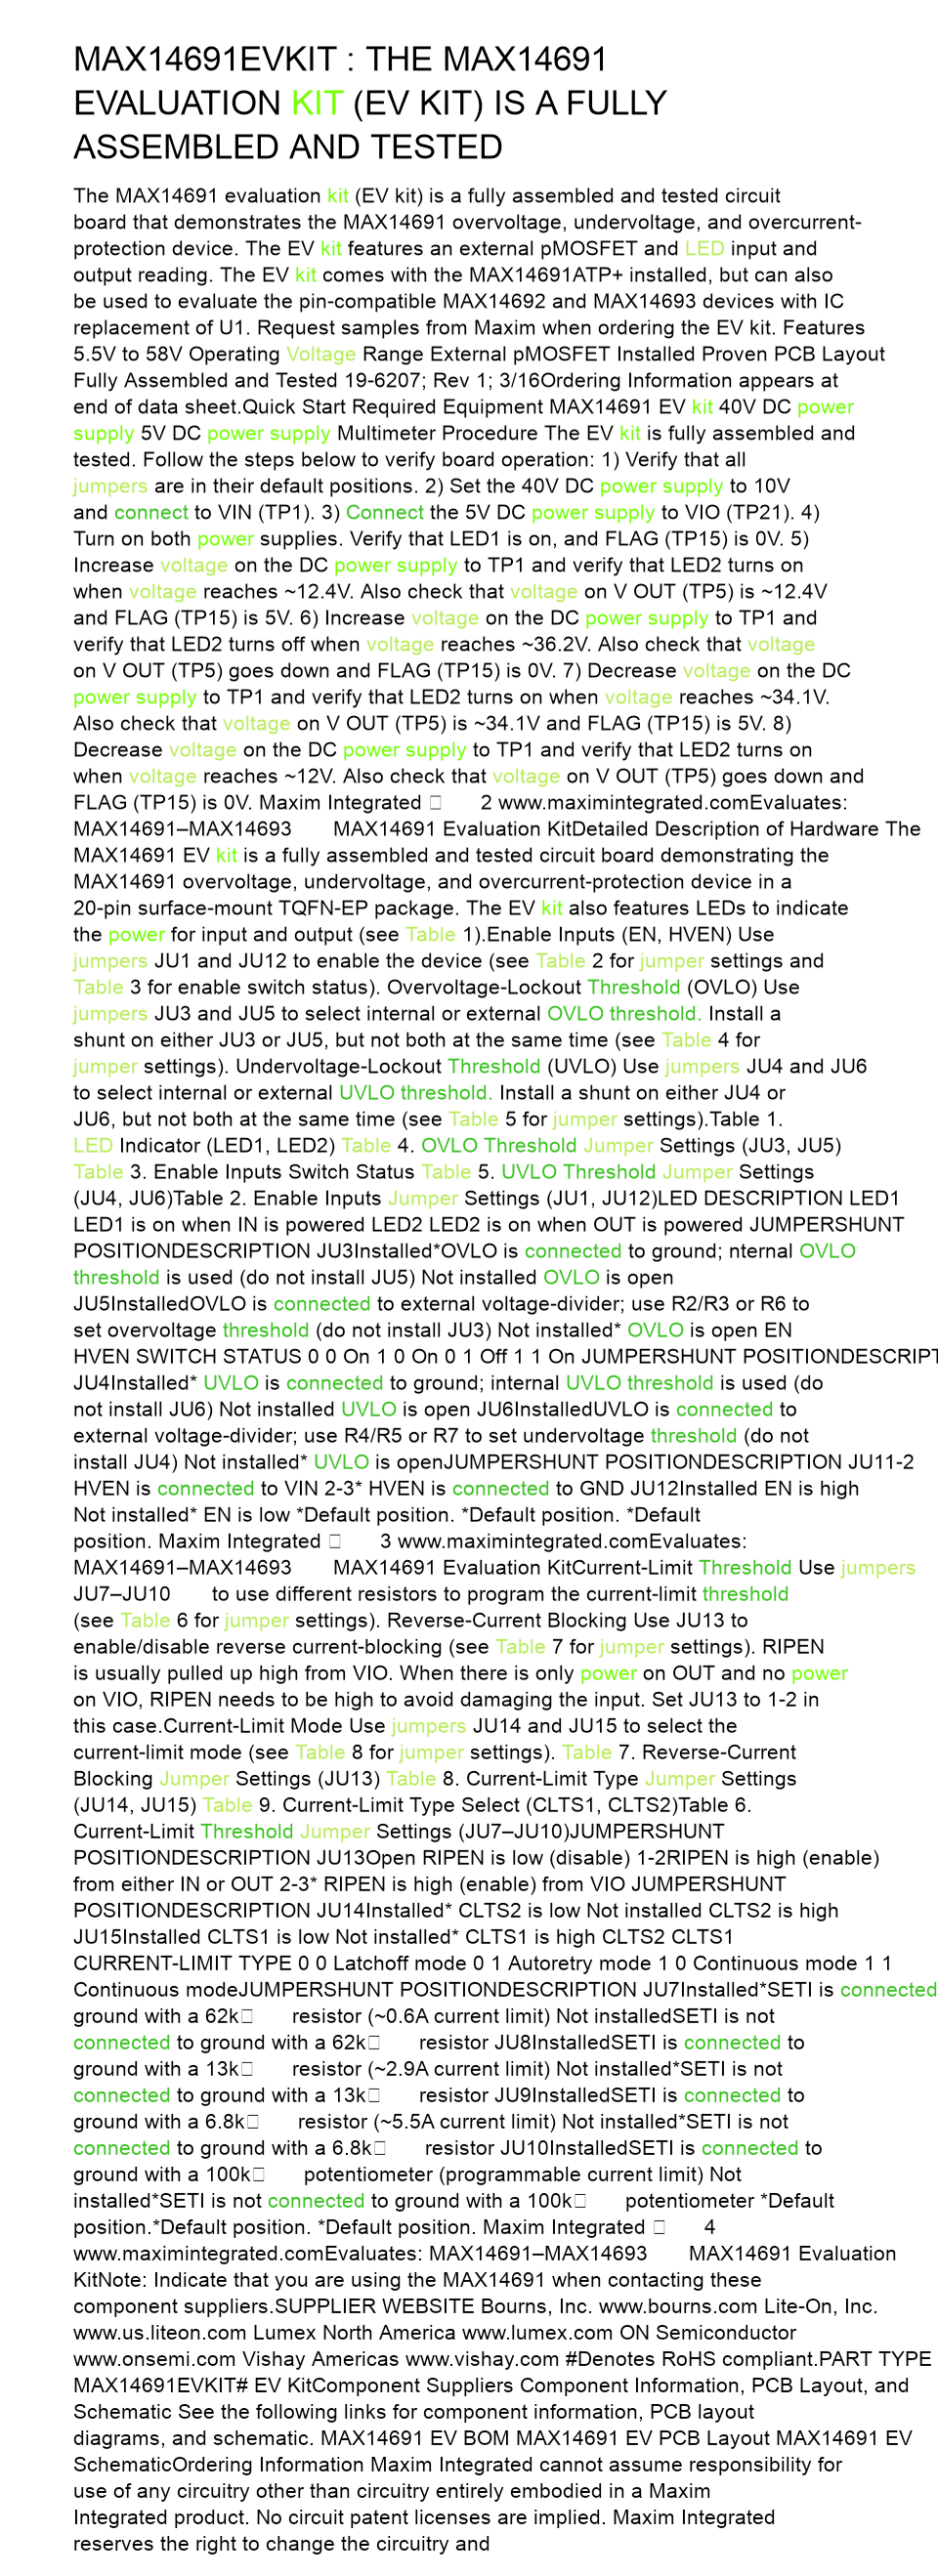 MAX14691EVKIT : THE MAX14691
EVALUATION KIT (EV KIT) IS A FULLY
ASSEMBLED AND TESTED
The MAX14691 evaluation kit (EV kit) is a fully assembled and tested circuit
board that demonstrates the MAX14691 overvoltage, undervoltage, and overcurrent-
protection device. The EV kit features an external pMOSFET and LED input and
output reading. The EV kit comes with the MAX14691ATP+ installed, but can also
be used to evaluate the pin-compatible MAX14692 and MAX14693 devices with IC
replacement of U1. Request samples from Maxim when ordering the EV kit. Features
5.5V to 58V Operating Voltage Range External pMOSFET Installed Proven PCB Layout
Fully Assembled and Tested 19-6207; Rev 1; 3/16Ordering Information appears at
end of data sheet.Quick Start Required Equipment MAX14691 EV kit 40V DC power
supply 5V DC power supply Multimeter Procedure The EV kit is fully assembled and
tested. Follow the steps below to verify board operation: 1) Verify that all
jumpers are in their default positions. 2) Set the 40V DC power supply to 10V
and connect to VIN (TP1). 3) Connect the 5V DC power supply to VIO (TP21). 4)
Turn on both power supplies. Verify that LED1 is on, and FLAG (TP15) is 0V. 5)
Increase voltage on the DC power supply to TP1 and verify that LED2 turns on
when voltage reaches ~12.4V. Also check that voltage on V OUT (TP5) is ~12.4V
and FLAG (TP15) is 5V. 6) Increase voltage on the DC power supply to TP1 and
verify that LED2 turns off when voltage reaches ~36.2V. Also check that voltage
on V OUT (TP5) goes down and FLAG (TP15) is 0V. 7) Decrease voltage on the DC
power supply to TP1 and verify that LED2 turns on when voltage reaches ~34.1V.
Also check that voltage on V OUT (TP5) is ~34.1V and FLAG (TP15) is 5V. 8)
Decrease voltage on the DC power supply to TP1 and verify that LED2 turns on
when voltage reaches ~12V. Also check that voltage on V OUT (TP5) goes down and
FLAG (TP15) is 0V. Maxim Integrated 2 www.maximintegrated.comEvaluates:
MAX14691–MAX14693 MAX14691 Evaluation KitDetailed Description of Hardware The
MAX14691 EV kit is a fully assembled and tested circuit board demonstrating the
MAX14691 overvoltage, undervoltage, and overcurrent-protection device in a
20-pin surface-mount TQFN-EP package. The EV kit also features LEDs to indicate
the power for input and output (see Table 1).Enable Inputs (EN, HVEN) Use
jumpers JU1 and JU12 to enable the device (see Table 2 for jumper settings and
Table 3 for enable switch status). Overvoltage-Lockout Threshold (OVLO) Use
jumpers JU3 and JU5 to select internal or external OVLO threshold. Install a
shunt on either JU3 or JU5, but not both at the same time (see Table 4 for
jumper settings). Undervoltage-Lockout Threshold (UVLO) Use jumpers JU4 and JU6
to select internal or external UVLO threshold. Install a shunt on either JU4 or
JU6, but not both at the same time (see Table 5 for jumper settings).Table 1.
LED Indicator (LED1, LED2) Table 4. OVLO Threshold Jumper Settings (JU3, JU5)
Table 3. Enable Inputs Switch Status Table 5. UVLO Threshold Jumper Settings
(JU4, JU6)Table 2. Enable Inputs Jumper Settings (JU1, JU12)LED DESCRIPTION LED1
LED1 is on when IN is powered LED2 LED2 is on when OUT is powered JUMPERSHUNT
POSITIONDESCRIPTION JU3Installed*OVLO is connected to ground; nternal OVLO
threshold is used (do not install JU5) Not installed OVLO is open
JU5InstalledOVLO is connected to external voltage-divider; use R2/R3 or R6 to
set overvoltage threshold (do not install JU3) Not installed* OVLO is open EN
HVEN SWITCH STATUS 0 0 On 1 0 On 0 1 Off 1 1 On JUMPERSHUNT POSITIONDESCRIPT
JU4Installed* UVLO is connected to ground; internal UVLO threshold is used (do
not install JU6) Not installed UVLO is open JU6InstalledUVLO is connected to
external voltage-divider; use R4/R5 or R7 to set undervoltage threshold (do not
install JU4) Not installed* UVLO is openJUMPERSHUNT POSITIONDESCRIPTION JU11-2
HVEN is connected to VIN 2-3* HVEN is connected to GND JU12Installed EN is high
Not installed* EN is low *Default position. *Default position. *Default
position. Maxim Integrated 3 www.maximintegrated.comEvaluates:
MAX14691–MAX14693 MAX14691 Evaluation KitCurrent-Limit Threshold Use jumpers
JU7–JU10 to use different resistors to program the current-limit threshold
(see Table 6 for jumper settings). Reverse-Current Blocking Use JU13 to
enable/disable reverse current-blocking (see Table 7 for jumper settings). RIPEN
is usually pulled up high from VIO. When there is only power on OUT and no power
on VIO, RIPEN needs to be high to avoid damaging the input. Set JU13 to 1-2 in
this case.Current-Limit Mode Use jumpers JU14 and JU15 to select the
current-limit mode (see Table 8 for jumper settings). Table 7. Reverse-Current
Blocking Jumper Settings (JU13) Table 8. Current-Limit Type Jumper Settings
(JU14, JU15) Table 9. Current-Limit Type Select (CLTS1, CLTS2)Table 6.
Current-Limit Threshold Jumper Settings (JU7–JU10)JUMPERSHUNT
POSITIONDESCRIPTION JU13Open RIPEN is low (disable) 1-2RIPEN is high (enable)
from either IN or OUT 2-3* RIPEN is high (enable) from VIO JUMPERSHUNT
POSITIONDESCRIPTION JU14Installed* CLTS2 is low Not installed CLTS2 is high
JU15Installed CLTS1 is low Not installed* CLTS1 is high CLTS2 CLTS1
CURRENT-LIMIT TYPE 0 0 Latchoff mode 0 1 Autoretry mode 1 0 Continuous mode 1 1
Continuous modeJUMPERSHUNT POSITIONDESCRIPTION JU7Installed*SETI is connected
ground with a 62k resistor (~0.6A current limit) Not installedSETI is not
connected to ground with a 62k resistor JU8InstalledSETI is connected to
ground with a 13k resistor (~2.9A current limit) Not installed*SETI is not
connected to ground with a 13k resistor JU9InstalledSETI is connected to
ground with a 6.8k resistor (~5.5A current limit) Not installed*SETI is not
connected to ground with a 6.8k resistor JU10InstalledSETI is connected to
ground with a 100k potentiometer (programmable current limit) Not
installed*SETI is not connected to ground with a 100k potentiometer *Default
position.*Default position. *Default position. Maxim Integrated 4
www.maximintegrated.comEvaluates: MAX14691–MAX14693 MAX14691 Evaluation
KitNote: Indicate that you are using the MAX14691 when contacting these
component suppliers.SUPPLIER WEBSITE Bourns, Inc. www.bourns.com Lite-On, Inc.
www.us.liteon.com Lumex North America www.lumex.com ON Semiconductor
www.onsemi.com Vishay Americas www.vishay.com #Denotes RoHS compliant.PART TYPE
MAX14691EVKIT# EV KitComponent Suppliers Component Information, PCB Layout, and
Schematic See the following links for component information, PCB layout
diagrams, and schematic. MAX14691 EV BOM MAX14691 EV PCB Layout MAX14691 EV
SchematicOrdering Information Maxim Integrated cannot assume responsibility for
use of any circuitry other than circuitry entirely embodied in a Maxim
Integrated product. No circuit patent licenses are implied. Maxim Integrated
reserves the right to change the circuitry and